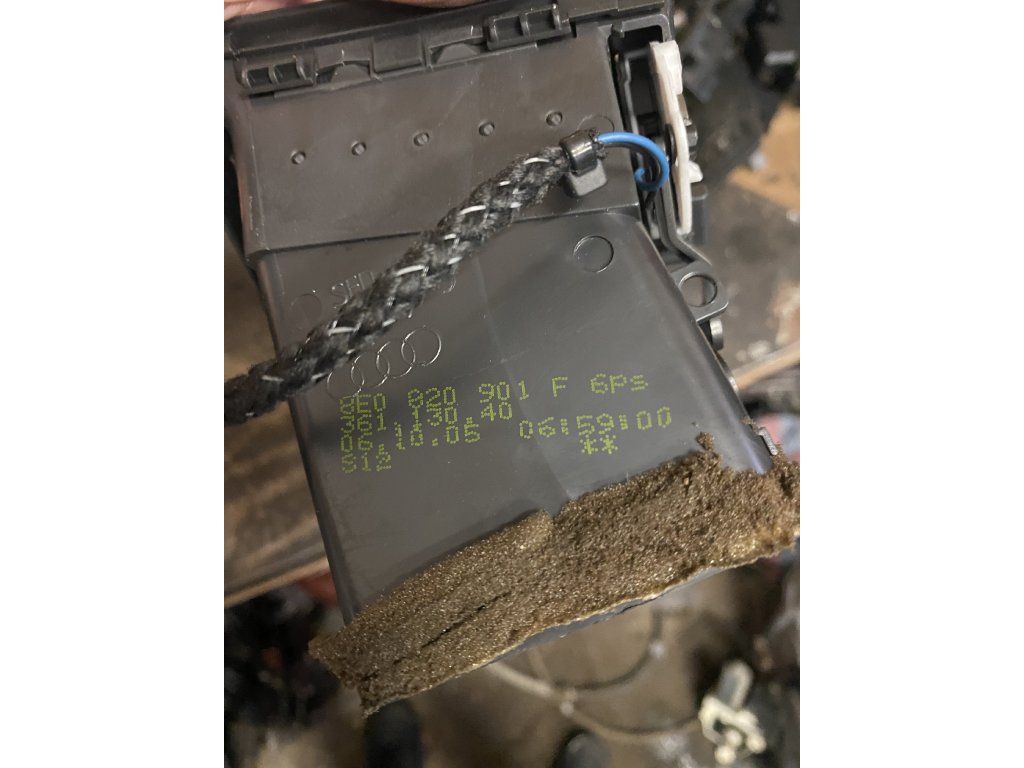 8E0 820 901 F 6Ps
361.130.40
06.10.05 06:59:00
S12 **